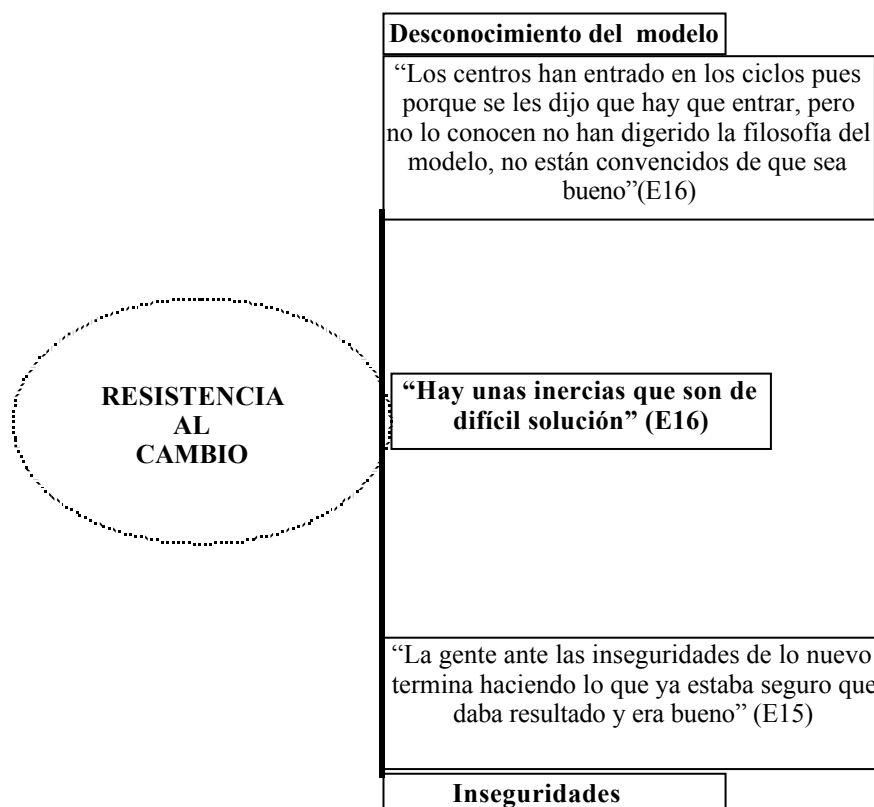 Desconocimiento del modelo
“Los centros han entrado en los ciclos pues
porque se les dijo que hay que entrar, pero
no lo conocen no han digerido la filosofía del
modelo, no están convencidos de que sea
bueno”(E16)
RESISTENCIA
AL
CAMBIO
“Hay unas inercias que son de
difícil solución” (E16)
“La gente ante las inseguridades de lo nuevo
termina haciendo lo que ya estaba seguro que
daba resultado y era bueno” (E15)
Inseguridades